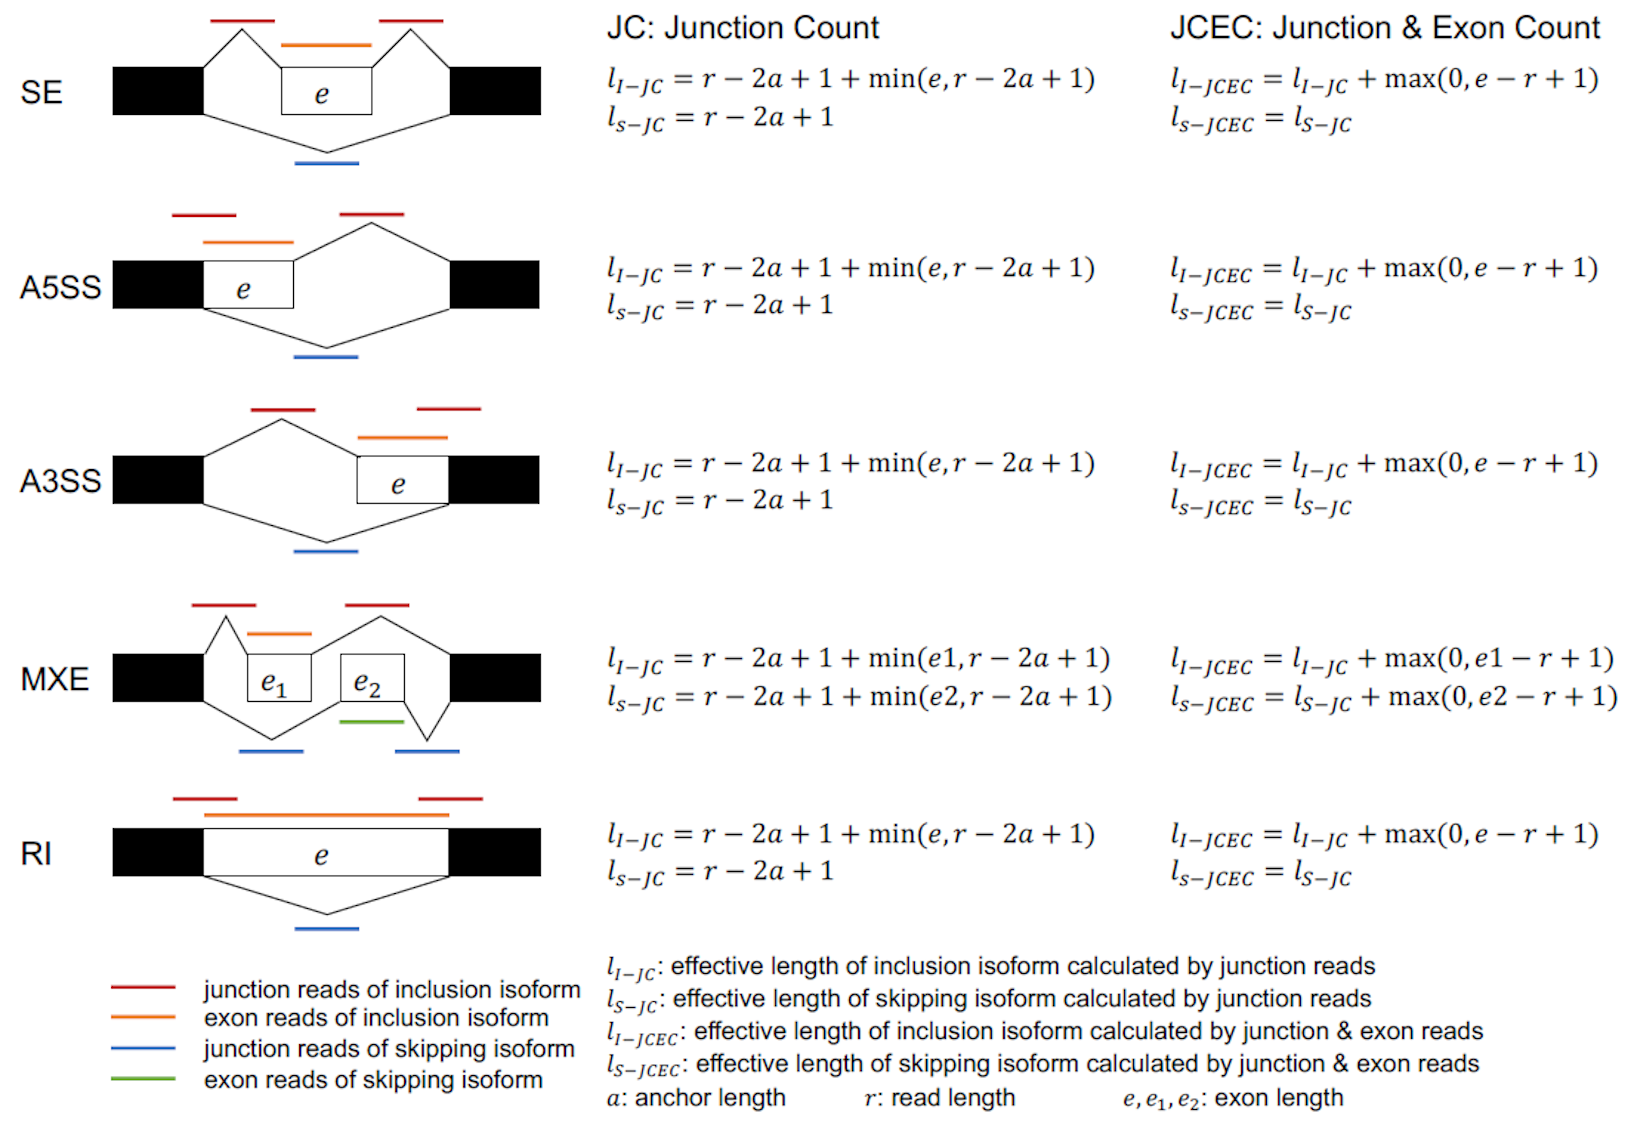 JC: Junction Count
JCEC: Junction & Exon Count
SE
e
l_{I−JC} = r − 2a + 1 + min(e, r − 2a + 1)
l_{s−JC} = r − 2a + 1
l_{I−JCEC} = l_{I−JC} + max(0, e − r + 1)
l_{s−JCEC} = l_{S−JC}
A5SS
e
l_{I−JC} = r − 2a + 1 + min(e, r − 2a + 1)
l_{s−JC} = r − 2a + 1
l_{I−JCEC} = l_{I−JC} + max(0, e − r + 1)
l_{s−JCEC} = l_{S−JC}
A3SS
e
l_{I−JC} = r − 2a + 1 + min(e, r − 2a + 1)
l_{s−JC} = r − 2a + 1
l_{I−JCEC} = l_{I−JC} + max(0, e − r + 1)
l_{s−JCEC} = l_{S−JC}
MXE
e₁
e₂
l_{I−JC} = r − 2a + 1 + min(e1, r − 2a + 1)
l_{s−JC} = r − 2a + 1 + min(e2, r − 2a + 1)
l_{I−JCEC} = l_{I−JC} + max(0, e1 − r + 1)
l_{s−JCEC} = l_{S−JC} + max(0, e2 − r + 1)
RI
e
l_{I−JC} = r − 2a + 1 + min(e, r − 2a + 1)
l_{s−JC} = r − 2a + 1
l_{I−JCEC} = l_{I−JC} + max(0, e − r + 1)
l_{s−JCEC} = l_{S−JC}
junction reads of inclusion isoform
exon reads of inclusion isoform
junction reads of skipping isoform
exon reads of skipping isoform
l_{I−JC}: effective length of inclusion isoform calculated by junction reads
l_{S−JC}: effective length of skipping isoform calculated by junction reads
l_{I−JCEC}: effective length of inclusion isoform calculated by junction & exon reads
l_{S−JCEC}: effective length of skipping isoform calculated by junction & exon reads
a: anchor length r: read length e, e₁, e₂: exon length